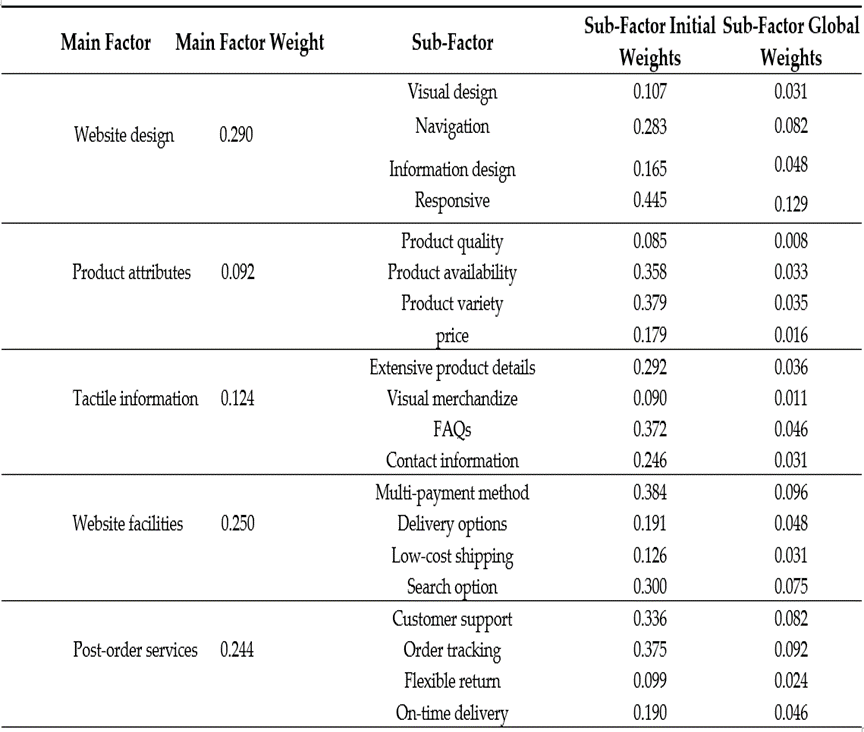 Main Factor Main Factor Weight Sub-Factor Sub-Factor Initial Weights Sub-Factor Global Weights
Visual design 0.107 0.031
Website design 0.290 Navigation 0.283 0.082
Information design 0.165 0.048
Responsive 0.445 0.129
Product quality 0.085 0.008
Product attributes 0.092 Product availability 0.358 0.033
Product variety 0.379 0.035
price 0.179 0.016
Extensive product details 0.292 0.036
Tactile information 0.124 Visual merchandize 0.090 0.011
FAQs 0.372 0.046
Contact information 0.246 0.031
Multi-payment method 0.384 0.096
Website facilities 0.250 Delivery options 0.191 0.048
Low-cost shipping 0.126 0.031
Search option 0.300 0.075
Customer support 0.336 0.082
Post-order services 0.244 Order tracking 0.375 0.092
Flexible return 0.099 0.024
On-time delivery 0.190 0.046